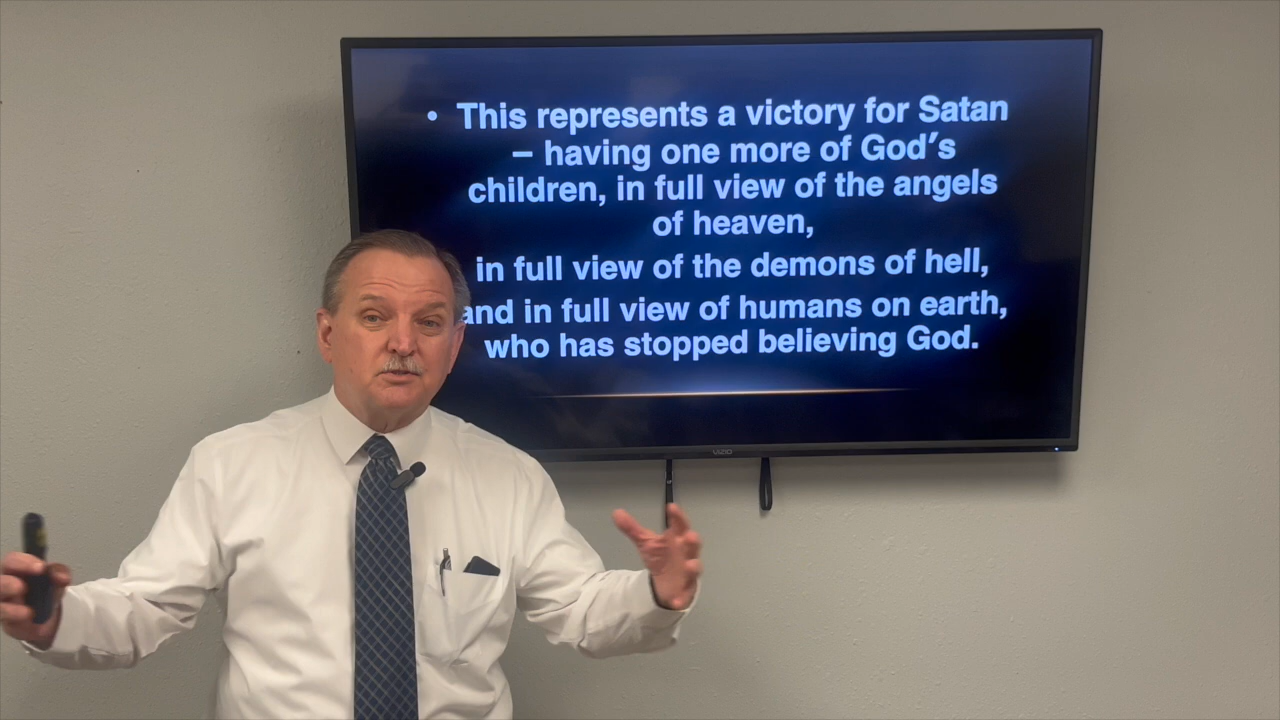 • This represents a victory for Satan
– having one more of God's
children, in full view of the angels
of heaven,
in full view of the demons of hell,
and in full view of humans on earth,
who has stopped believing God.
VIZIO